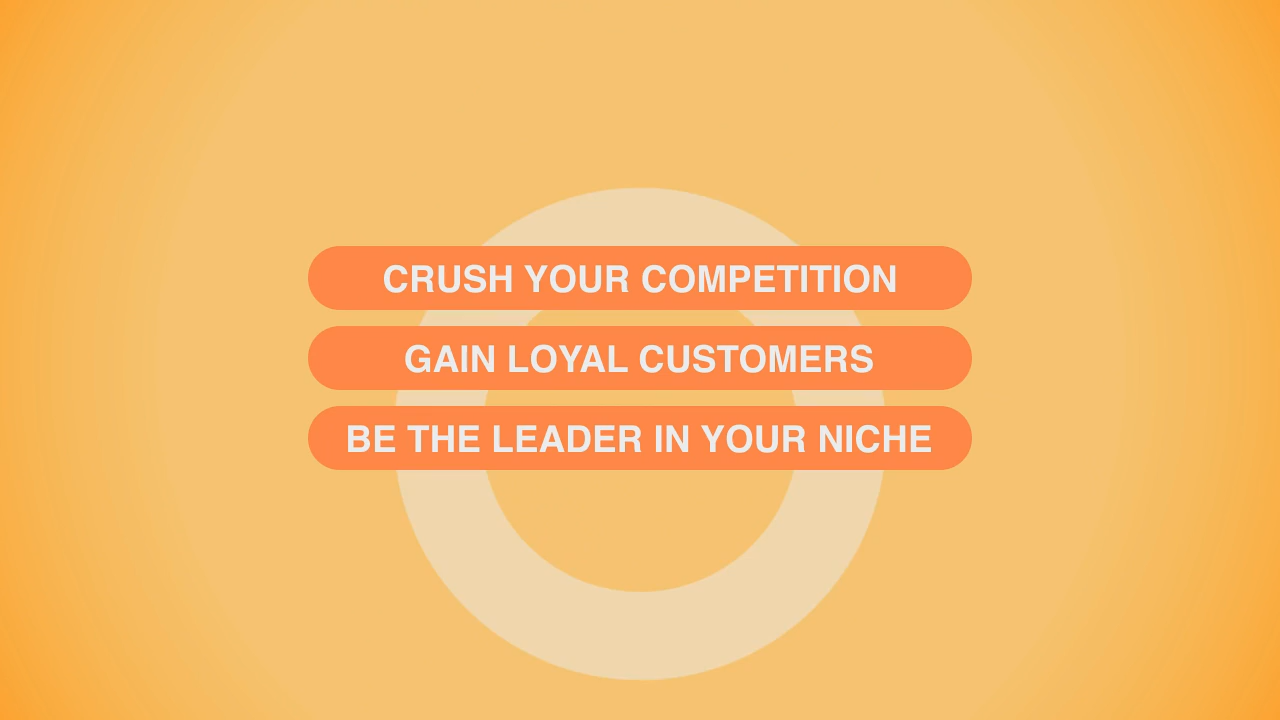 CRUSH YOUR COMPETITION
GAIN LOYAL CUSTOMERS
BE THE LEADER IN YOUR NICHE